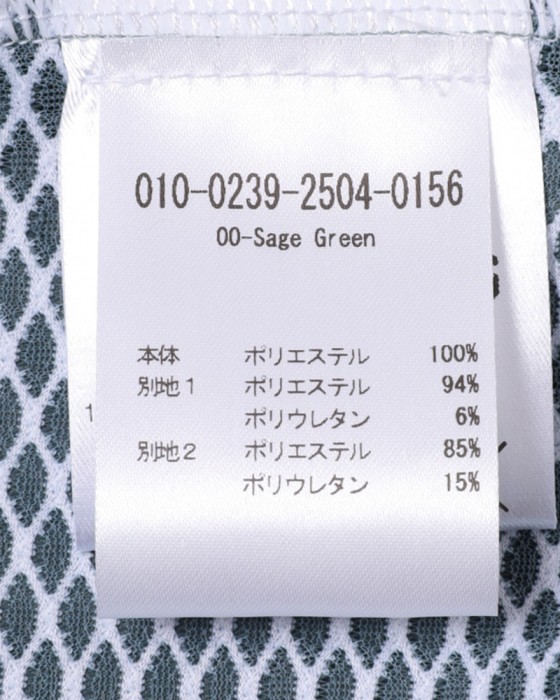 010-0239-2504-0156
00-Sage Green
本体 ポリエステル 100%
別地1 ポリエステル 94%
ポリウレタン 6%
別地2 ポリエステル 85%
ポリウレタン 15%